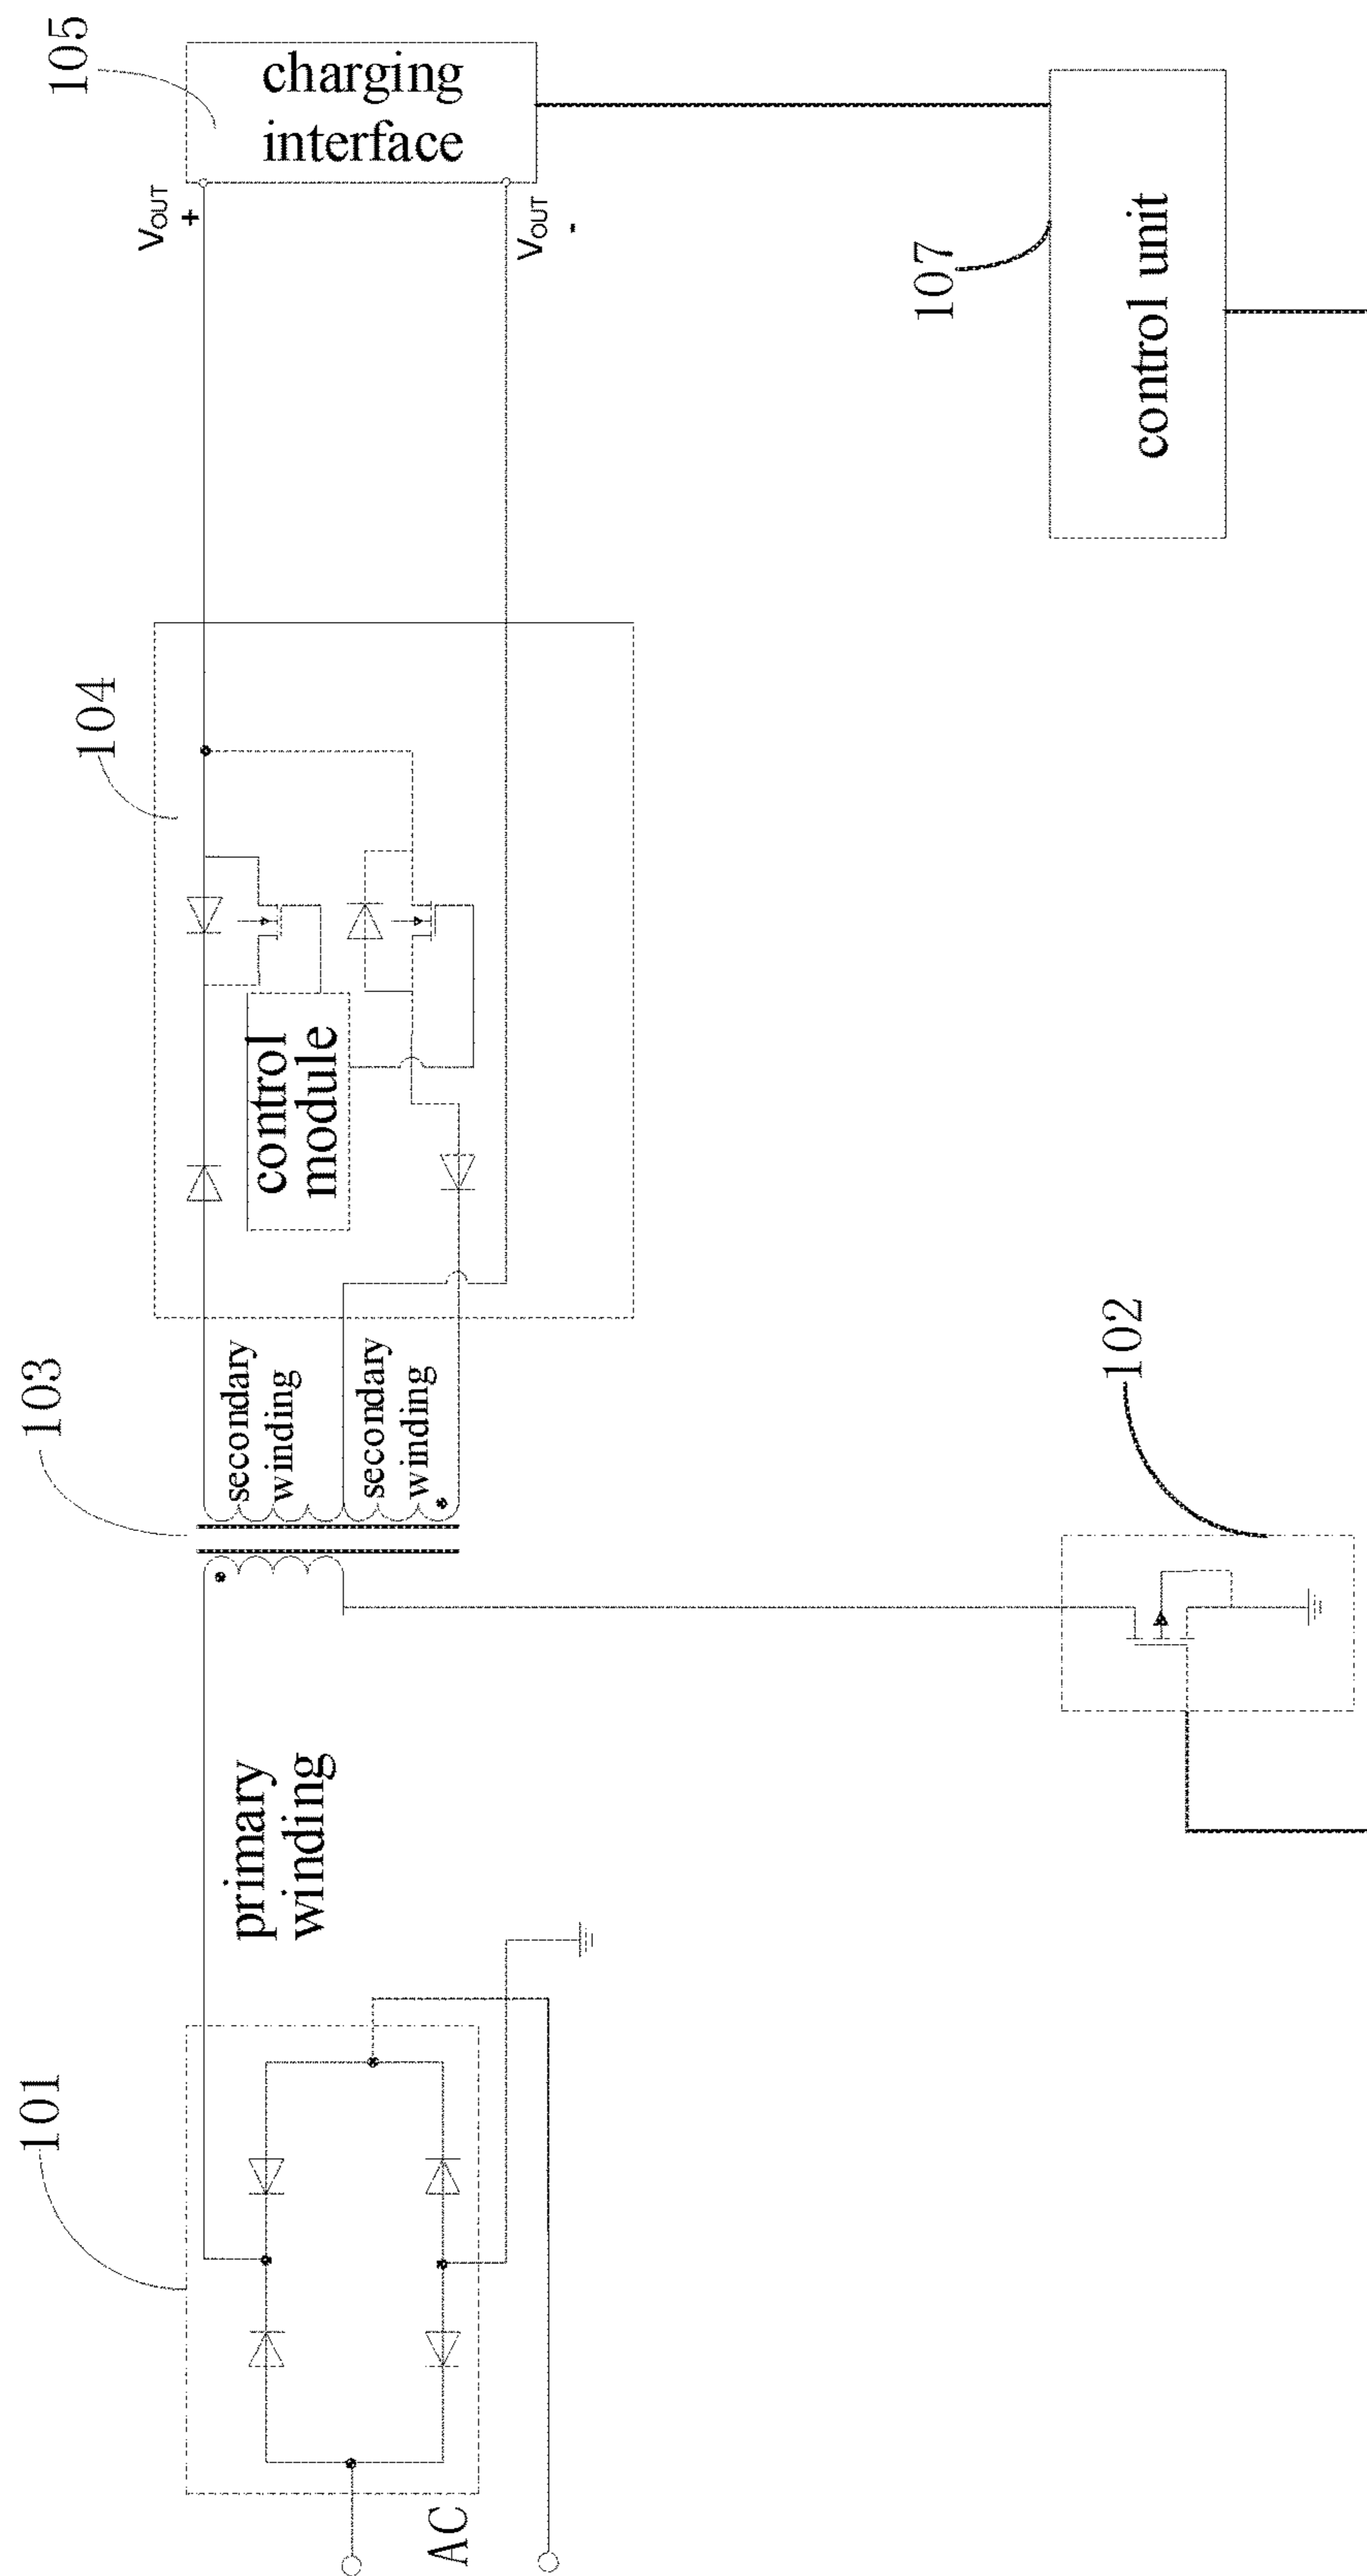 105
charging
interface
VOUT
+
VOUT
-
104
control
module
107
control unit
103
secondary
winding
secondary
winding
102
primary
winding
101
AC